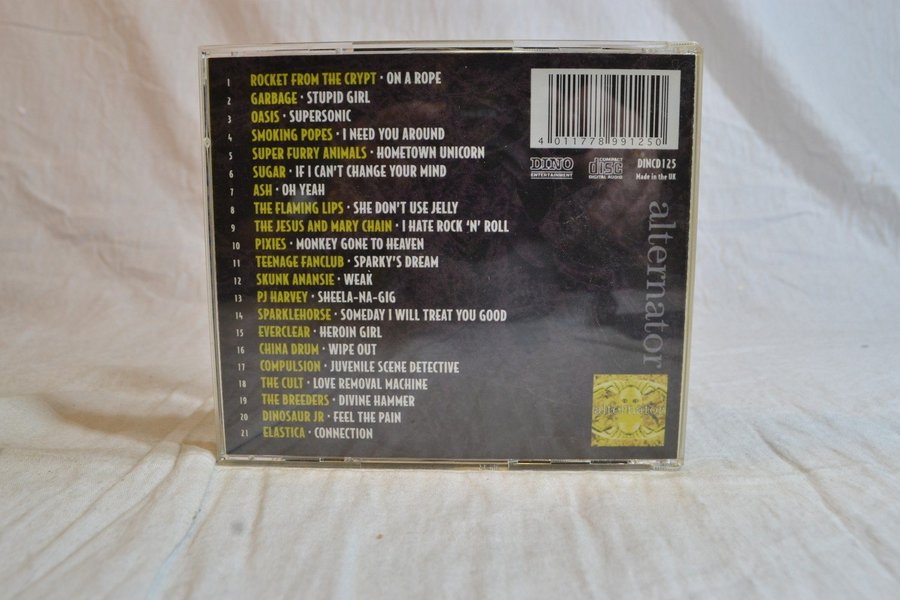 1 ROCKET FROM THE CRYPT · ON A ROPE
2 GARBAGE · STUPID GIRL
3 OASIS · SUPERSONIC
4 SMOKING POPES · I NEED YOU AROUND
5 SUPER FURRY ANIMALS · HOMETOWN UNICORN
6 SUGAR · IF I CAN'T CHANGE YOUR MIND
7 ASH · OH YEAH
8 THE FLAMING LIPS · SHE DON'T USE JELLY
9 THE JESUS AND MARY CHAIN · I HATE ROCK 'N' ROLL
10 PIXIES · MONKEY GONE TO HEAVEN
11 TEENAGE FANCLUB · SPARKY'S DREAM
12 SKUNK ANANSIE · WEAK
13 PJ HARVEY · SHEELA-NA-GIG
14 SPARKLEHORSE · SOMEDAY I WILL TREAT YOU GOOD
15 EVERCLEAR · HEROIN GIRL
16 CHINA DRUM · WIPE OUT
17 COMPULSION · JUVENILE SCENE DETECTIVE
18 THE CULT · LOVE REMOVAL MACHINE
19 THE BREEDERS · DIVINE HAMMER
20 DINOSAUR JR · FEEL THE PAIN
21 ELASTICA · CONNECTION
4 011778 991250
DINO
ENTERTAINMENT
COMPACT
disc
DIGITAL AUDIO
DINCD125
Made in the UK
alternator
alternator